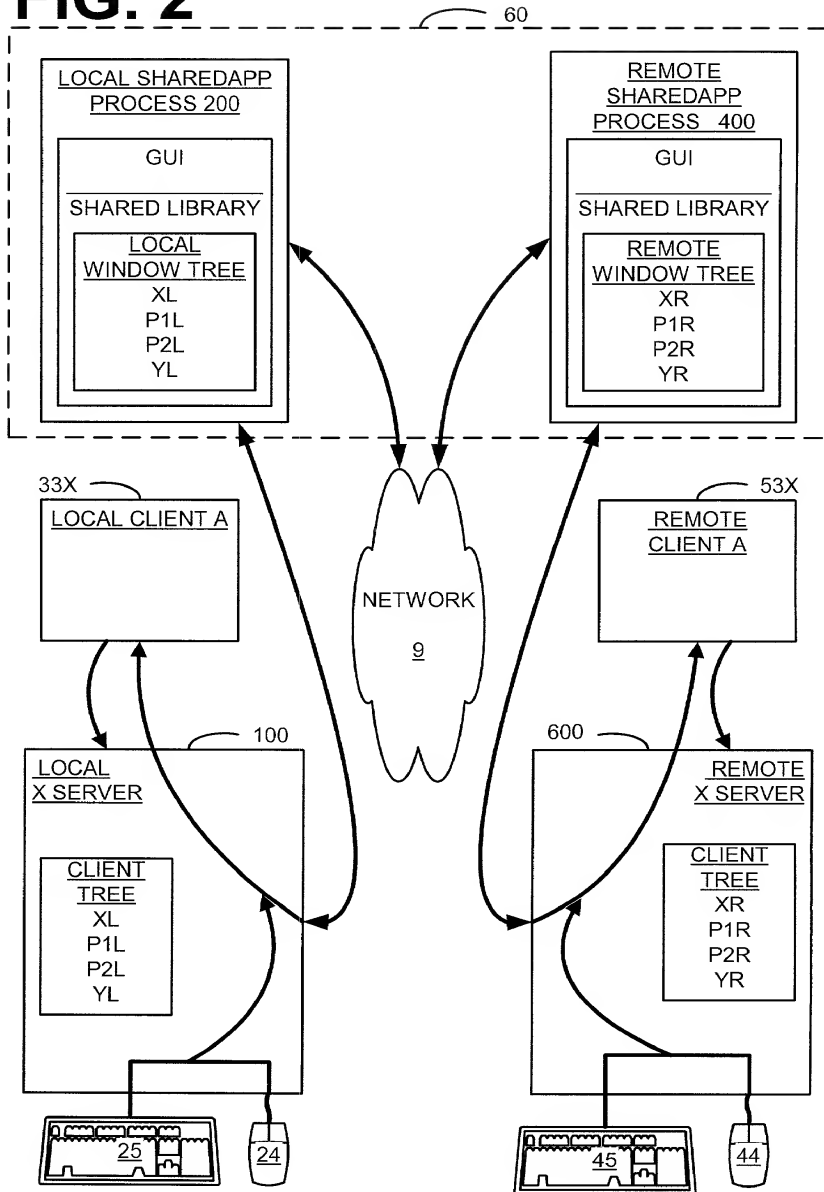 FIG. 2
60
LOCAL SHAREDAPP
PROCESS 200
GUI
SHARED LIBRARY
LOCAL
WINDOW TREE
XL
P1L
P2L
YL
REMOTE
SHAREDAPP
PROCESS 400
GUI
SHARED LIBRARY
REMOTE
WINDOW TREE
XR
P1R
P2R
YR
33X
LOCAL CLIENT A
NETWORK
9
53X
REMOTE
CLIENT A
100
LOCAL
X SERVER
CLIENT
TREE
XL
P1L
P2L
YL
600
REMOTE
X SERVER
CLIENT
TREE
XR
P1R
P2R
YR
25
24
45
44